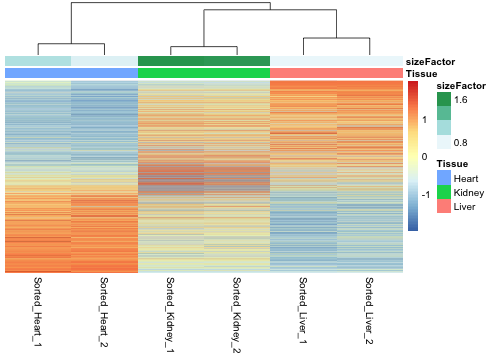 sizeFactor
Tissue
sizeFactor
1.6
0.8
1
0
-1
Tissue
Heart
Kidney
Liver
Sorted_Heart_1
Sorted_Heart_2
Sorted_Kidney_1
Sorted_Kidney_2
Sorted_Liver_1
Sorted_Liver_2